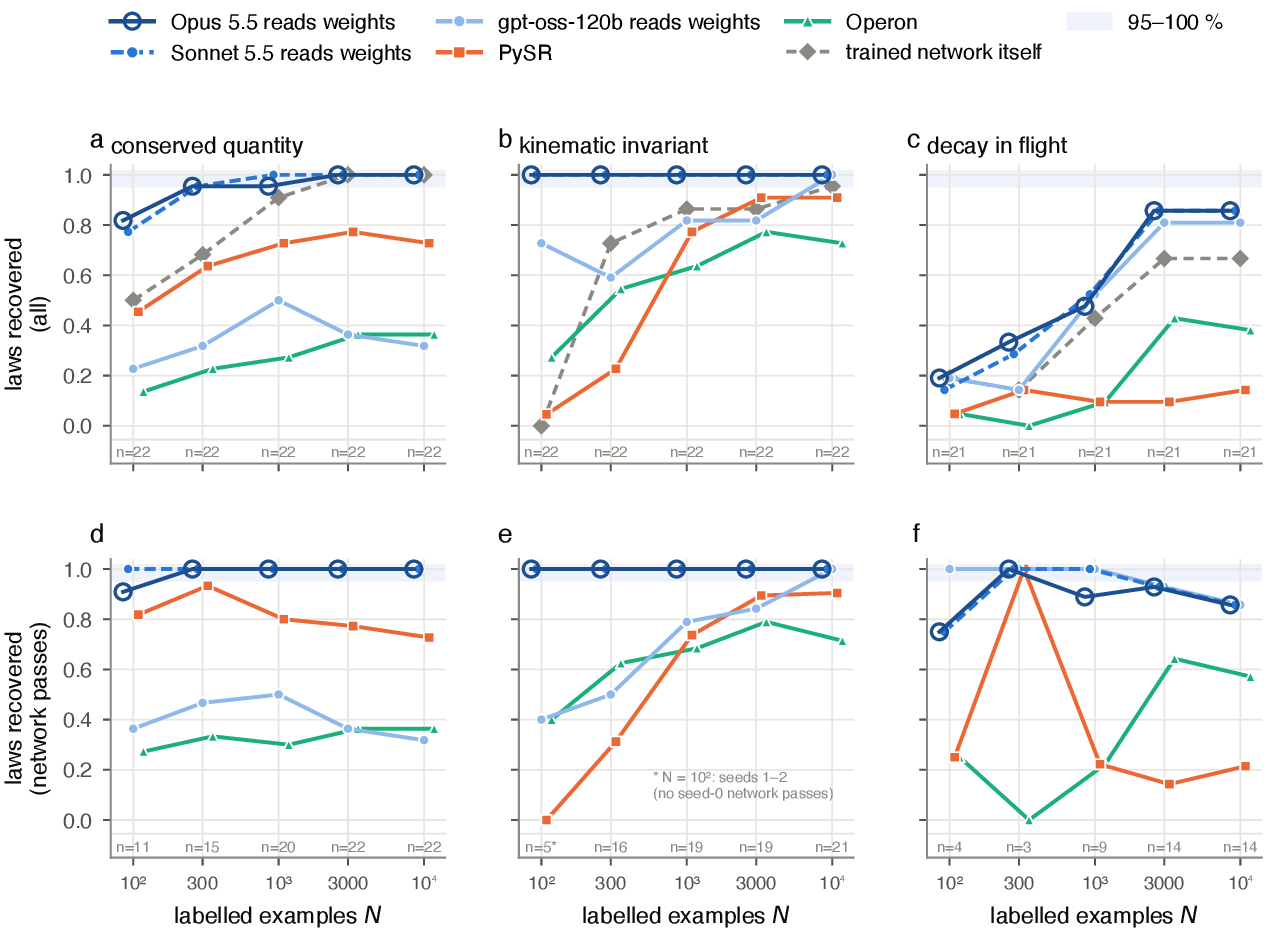 Opus 5.5 reads weights
gpt-oss-120b reads weights
Operon
95–100 %
Sonnet 5.5 reads weights
PySR
trained network itself
a conserved quantity
b kinematic invariant
c decay in flight
laws recovered
(all)
1.0
0.8
0.6
0.4
0.2
0.0
n=22 n=22 n=22 n=22 n=22
n=22 n=22 n=22 n=22 n=22
n=21 n=21 n=21 n=21 n=21
d
e
f
laws recovered
(network passes)
1.0
0.8
0.6
0.4
0.2
0.0
* N = 10²: seeds 1–2
(no seed-0 network passes)
n=11 n=15 n=20 n=22 n=22
n=5* n=16 n=19 n=19 n=21
n=4 n=3 n=9 n=14 n=14
10² 300 10³ 3000 10⁴
10² 300 10³ 3000 10⁴
10² 300 10³ 3000 10⁴
labelled examples N
labelled examples N
labelled examples N